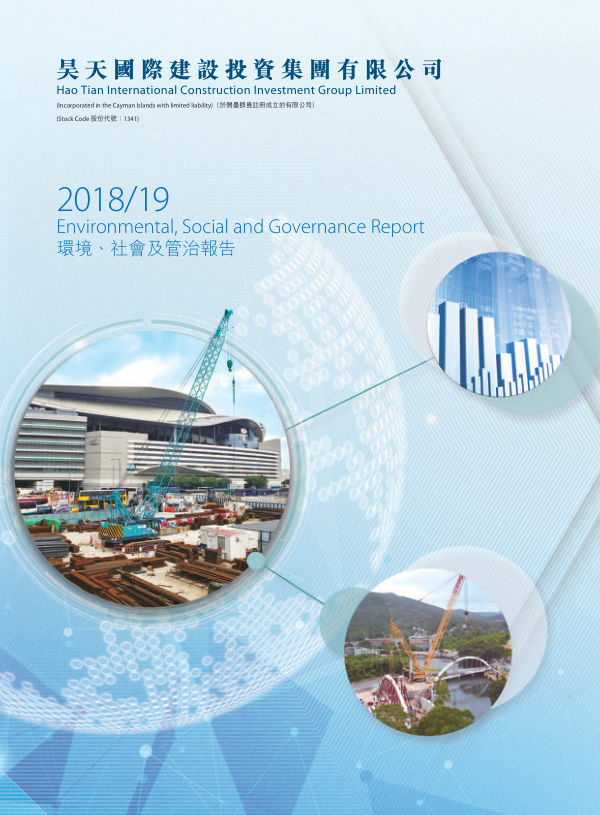 昊天國際建設投資集團有限公司
Hao Tian International Construction Investment Group Limited
(Incorporated in the Cayman Islands with limited liability)（於開曼群島註冊成立的有限公司）
(Stock Code 股份代號：1341)
2018/19
Environmental, Social and Governance Report
環境、社會及管治報告